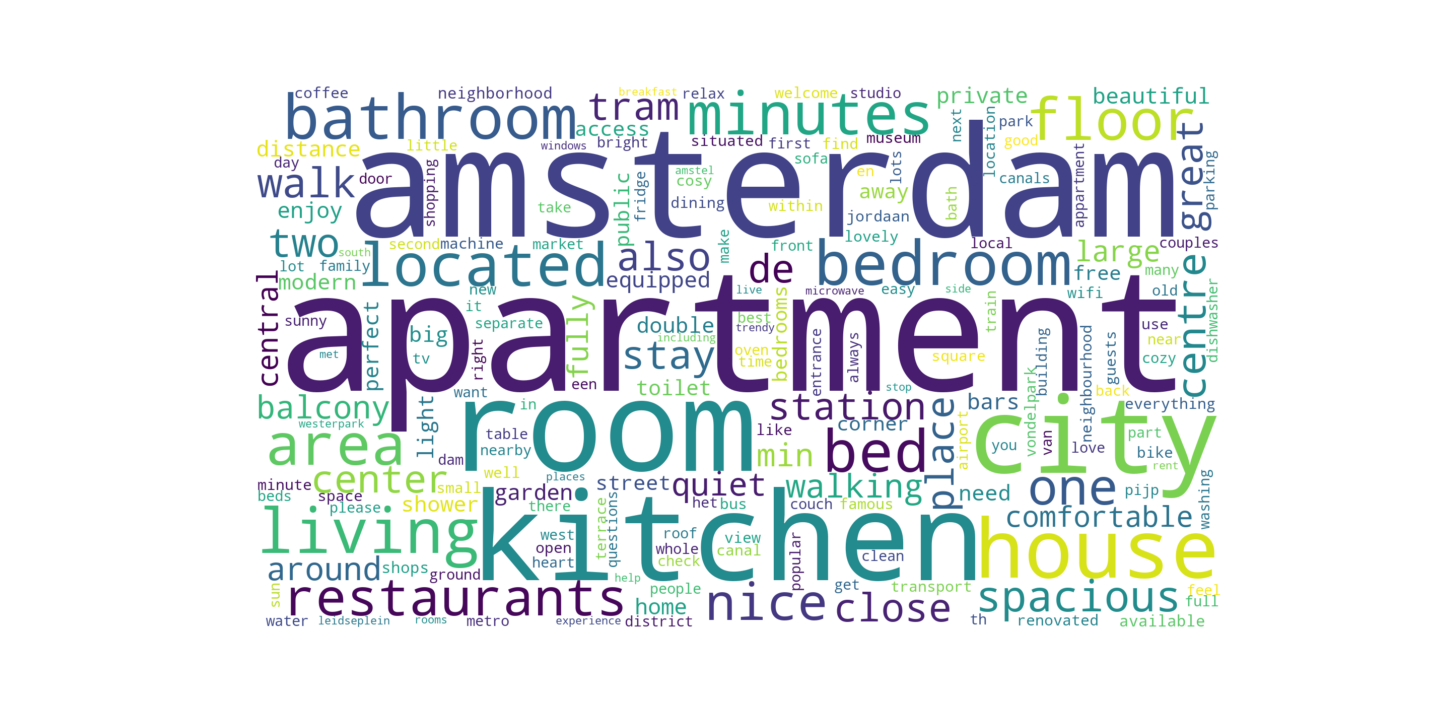 coffee
neighborhood
breakfast
relax
welcome
studio
private
beautiful
bathroom
tram
minutes
floor
access
next
location
park
distance
little
windows
bright
situated
first
find
museum
good
great
parking
day
door
walk
shopping
amsterdam
sofa
amstel
cosy
en
lots
canals
appartment
enjoy
take
public
fridge
dining
within
away
jordaan
bath
two
south
second
machine
market
make
front
lovely
local
large
couples
lot
family
located
also
de
bedroom
free
many
modern
new
equipped
live
microwave
easy
side
wifi
old
centre
dishwasher
central
sunny
perfect
it
separate
fully
double
best
trendy
bedrooms
train
use
near
apartment
met
big
tv
right
including
stay
oven
time
entrance
always
square
building
neighbourhood
guests
cozy
een
toilet
stop
back
balcony
westerpark
light
want
in
room
station
place
bars
vondelpark
everything
area
table
nearby
like
corner
airport
city
you
van
love
part
bike
rent
dam
min
bed
center
well
places
minute
beds
space
small
garden
street
quiet
walking
need
one
pijp
washing
please
shower
there
het
bus
couch
famous
comfortable
living
kitchen
west
open
heart
terrace
questions
roof
whole
check
view
canal
popular
clean
house
around
shops
ground
help
sun
restaurants
people
home
nice
get
close
transport
spacious
feel
full
water
leidseplein
rooms
metro
experience
district
th
renovated
available